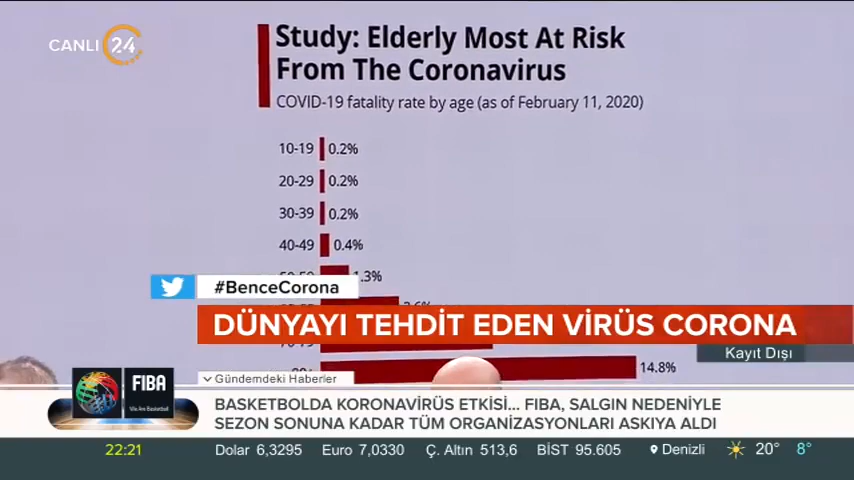 CANLI 24
Study: Elderly Most At Risk
From The Coronavirus
COVID-19 fatality rate by age (as of February 11, 2020)
10-19 0.2%
20-29 0.2%
30-39 0.2%
40-49 0.4%
1.3%
#BenceCorona
DÜNYAYI TEHDİT EDEN VİRÜS CORONA
Kayıt Dışı
14.8%
Gündemdeki Haberler
FIBA
We Are Basketball
BASKETBOLDA KORONAVİRÜS ETKİSİ... FIBA, SALGIN NEDENİYLE
SEZON SONUNA KADAR TÜM ORGANİZASYONLARI ASKIYA ALDI
22:21 Dolar 6,3295 Euro 7,0330 Ç. Altın 513,6 BİST 95.605 Denizli 20° 8°